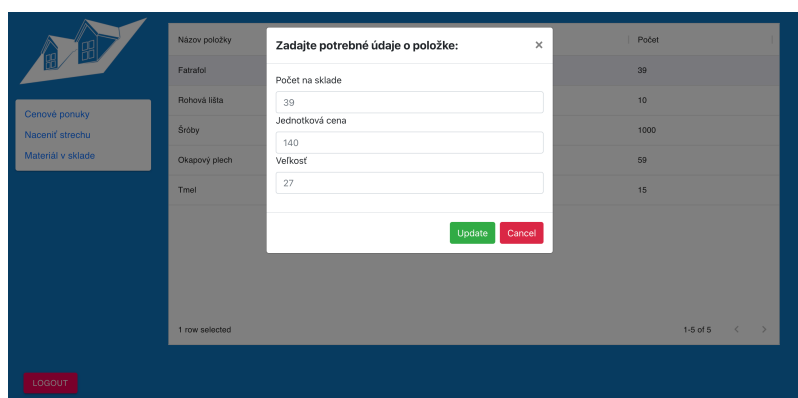 Názov položky
Počet
Zadajte potrebné údaje o položke:
×
Fatrafol
39
Počet na sklade
39
Rohová lišta
10
Cenové ponuky
Jednotková cena
Naceniť strechu
Šróby
1000
140
Materiál v sklade
Okapový plech
Veľkosť
59
27
Tmel
15
Update
Cancel
1 row selected
1-5 of 5
LOGOUT